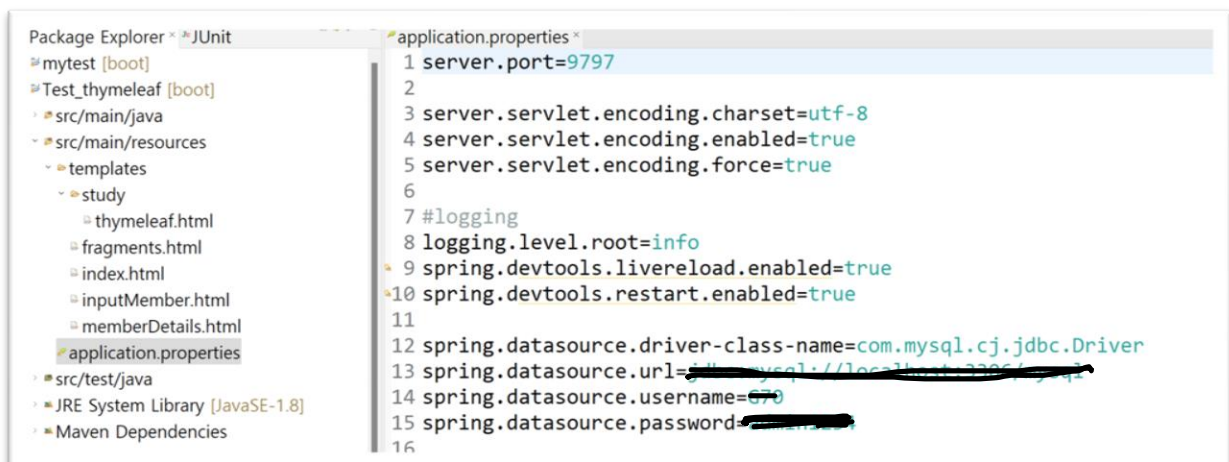 Package Explorer × JUnit
mytest [boot]
Test_thymeleaf [boot]
src/main/java
src/main/resources
templates
study
thymeleaf.html
fragments.html
index.html
inputMember.html
memberDetails.html
application.properties
src/test/java
JRE System Library [JavaSE-1.8]
Maven Dependencies
application.properties ×
1 server.port=9797
2
3 server.servlet.encoding.charset=utf-8
4 server.servlet.encoding.enabled=true
5 server.servlet.encoding.force=true
6
7 #logging
8 logging.level.root=info
9 spring.devtools.livereload.enabled=true
10 spring.devtools.restart.enabled=true
11
12 spring.datasource.driver-class-name=com.mysql.cj.jdbc.Driver
13 spring.datasource.url=
14 spring.datasource.username=
15 spring.datasource.password=
16